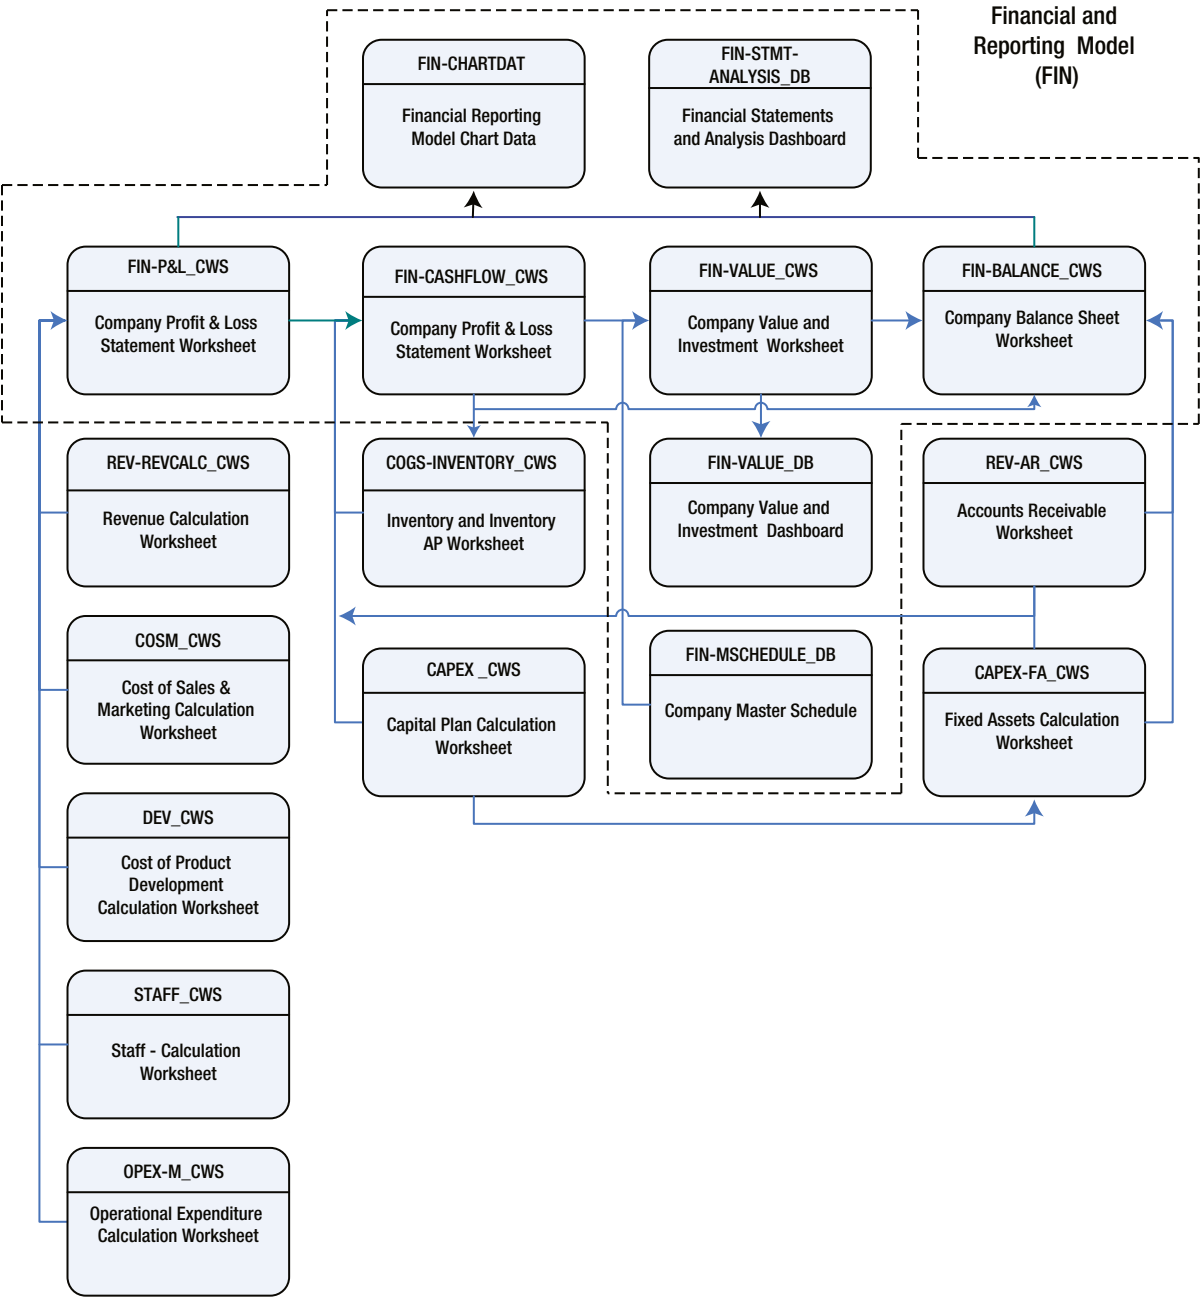 Financial and
Reporting Model
(FIN)
FIN-CHARTDAT
Financial Reporting
Model Chart Data
FIN-STMT-
ANALYSIS_DB
Financial Statements
and Analysis Dashboard
FIN-P&L_CWS
Company Profit & Loss
Statement Worksheet
FIN-CASHFLOW_CWS
Company Profit & Loss
Statement Worksheet
FIN-VALUE_CWS
Company Value and
Investment Worksheet
FIN-BALANCE_CWS
Company Balance Sheet
Worksheet
REV-REVCALC_CWS
Revenue Calculation
Worksheet
COGS-INVENTORY_CWS
Inventory and Inventory
AP Worksheet
FIN-VALUE_DB
Company Value and
Investment Dashboard
REV-AR_CWS
Accounts Receivable
Worksheet
COSM_CWS
Cost of Sales &
Marketing Calculation
Worksheet
CAPEX _CWS
Capital Plan Calculation
Worksheet
FIN-MSCHEDULE_DB
Company Master Schedule
CAPEX-FA_CWS
Fixed Assets Calculation
Worksheet
DEV_CWS
Cost of Product
Development
Calculation Worksheet
STAFF_CWS
Staff - Calculation
Worksheet
OPEX-M_CWS
Operational Expenditure
Calculation Worksheet